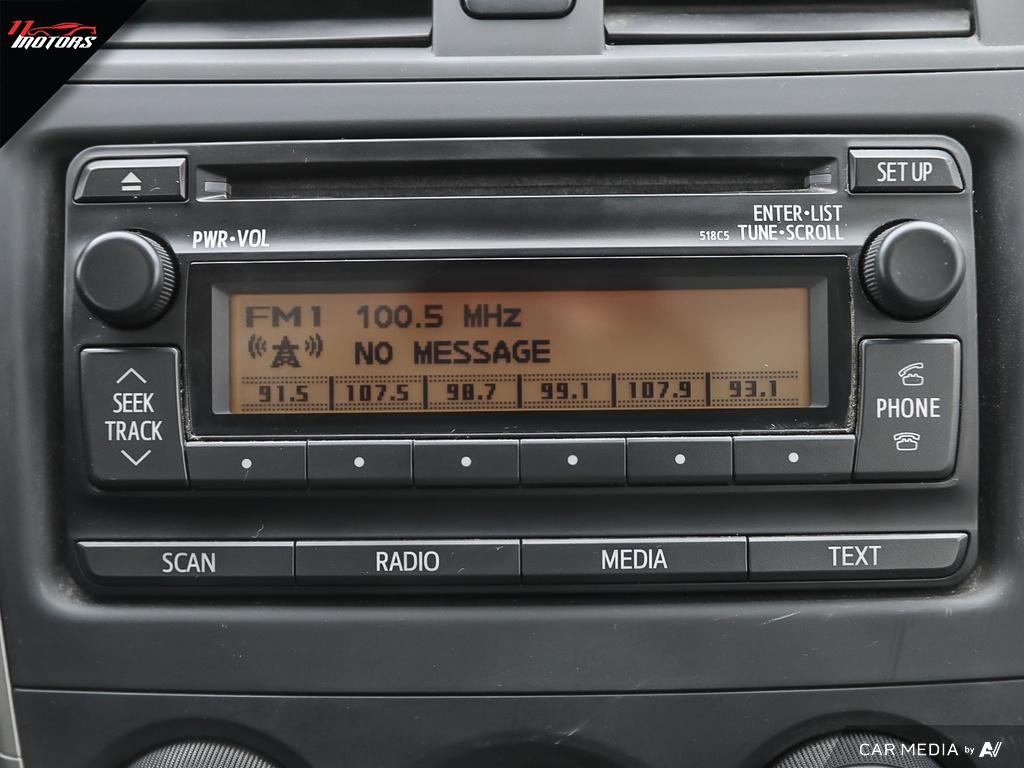 11 MOTORS
SET UP
PWR•VOL
ENTER•LIST
518C5 TUNE•SCROLL
FM1 100.5 MHz
NO MESSAGE
91.5 107.5 98.7 99.1 107.9 93.1
SEEK
TRACK
PHONE
SCAN RADIO MEDIA TEXT
CAR MEDIA by AV